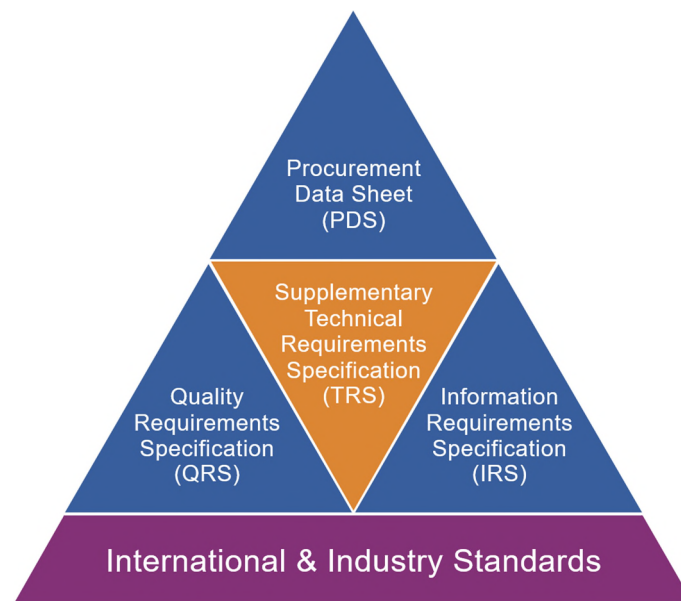 Procurement
Data Sheet
(PDS)
Supplementary
Technical
Requirements
Specification
(TRS)
Quality
Requirements
Specification
(QRS)
Information
Requirements
Specification
(IRS)
International & Industry Standards